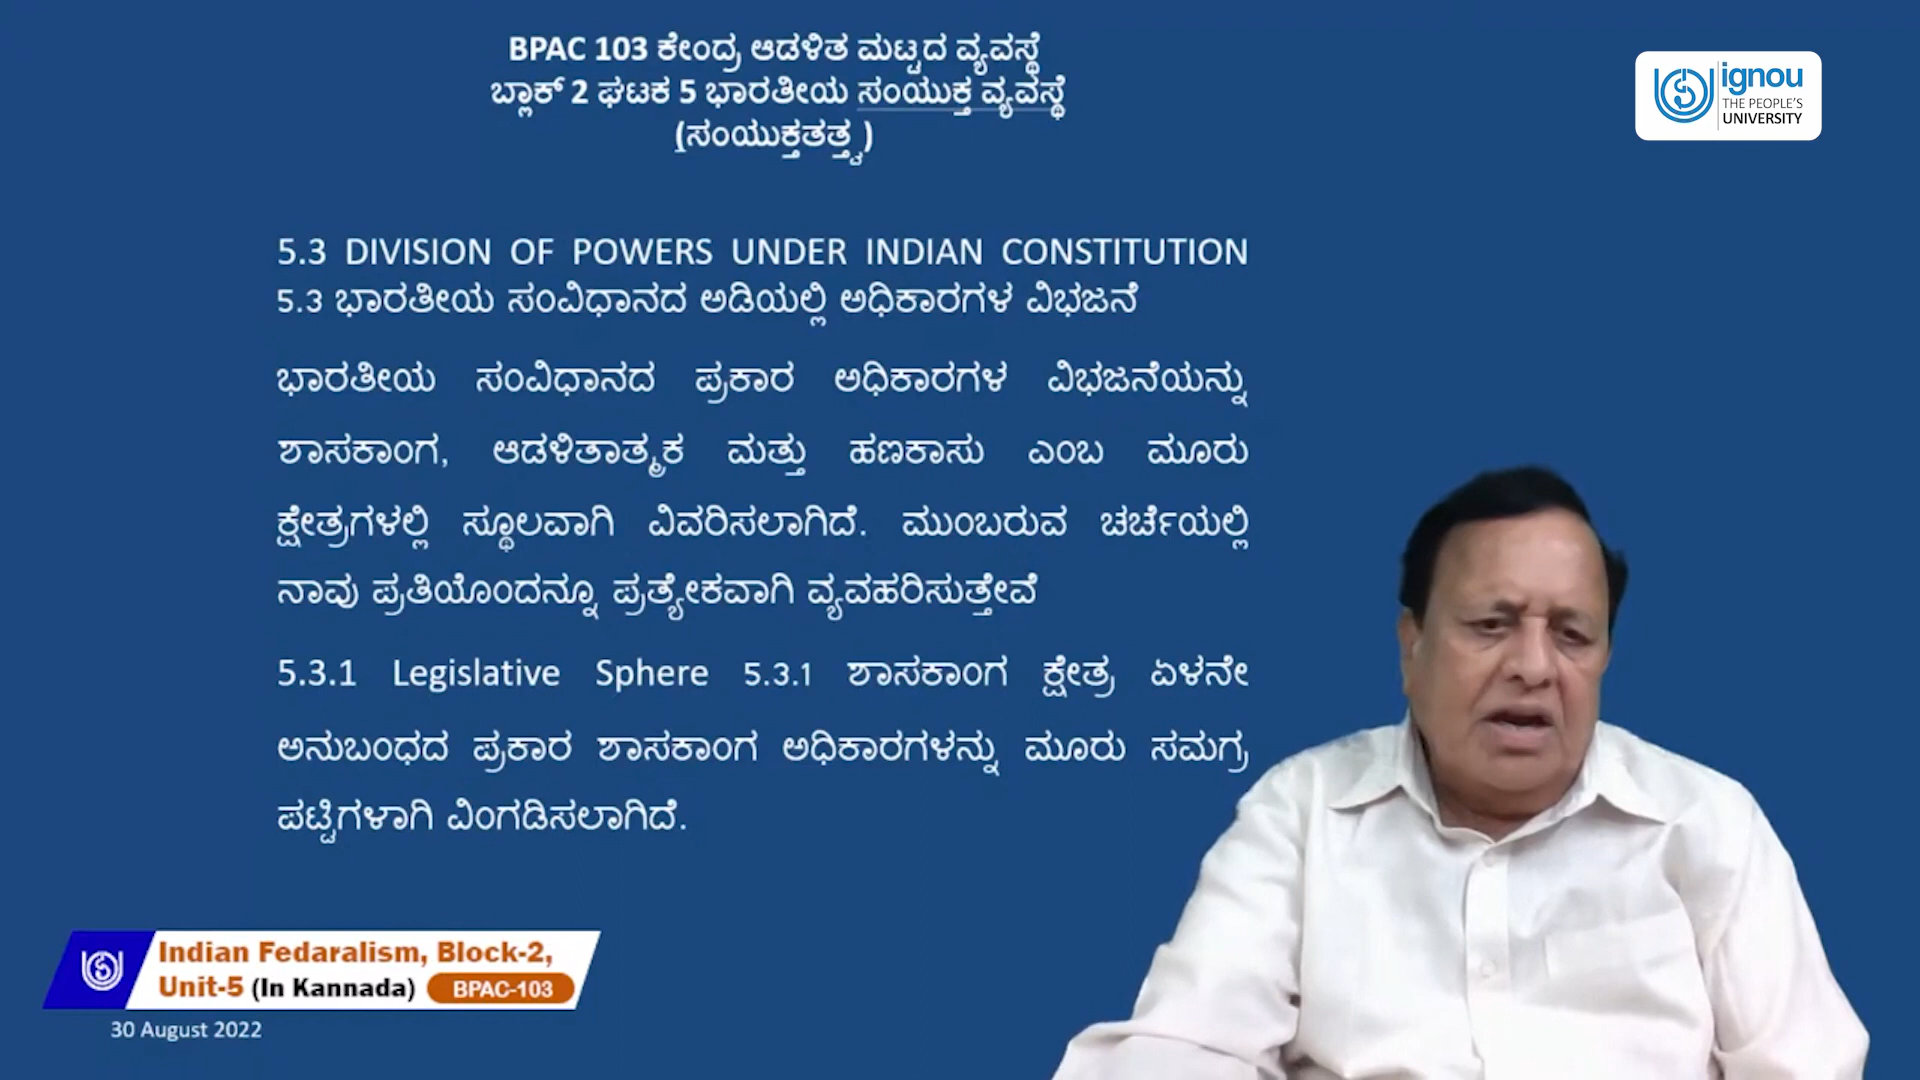 BPAC 103 ಕೇಂದ್ರ ಆಡಳಿತ ಮಟ್ಟದ ವ್ಯವಸ್ಥೆ
ಬ್ಲಾಕ್ 2 ಘಟಕ 5 ಭಾರತೀಯ ಸಂಯುಕ್ತ ವ್ಯವಸ್ಥೆ
(ಸಂಯುಕ್ತತತ್ತ್ವ)
ignou
THE PEOPLE'S
UNIVERSITY
5.3 DIVISION OF POWERS UNDER INDIAN CONSTITUTION
5.3 ಭಾರತೀಯ ಸಂವಿಧಾನದ ಅಡಿಯಲ್ಲಿ ಅಧಿಕಾರಗಳ ವಿಭಜನೆ
ಭಾರತೀಯ ಸಂವಿಧಾನದ ಪ್ರಕಾರ ಅಧಿಕಾರಗಳ ವಿಭಜನೆಯನ್ನು
ಶಾಸಕಾಂಗ, ಆಡಳಿತಾತ್ಮಕ ಮತ್ತು ಹಣಕಾಸು ಎಂಬ ಮೂರು
ಕ್ಷೇತ್ರಗಳಲ್ಲಿ ಸ್ಥೂಲವಾಗಿ ವಿವರಿಸಲಾಗಿದೆ. ಮುಂಬರುವ ಚರ್ಚೆಯಲ್ಲಿ
ನಾವು ಪ್ರತಿಯೊಂದನ್ನೂ ಪ್ರತ್ಯೇಕವಾಗಿ ವ್ಯವಹರಿಸುತ್ತೇವೆ
5.3.1 Legislative Sphere 5.3.1 ಶಾಸಕಾಂಗ ಕ್ಷೇತ್ರ ಏಳನೇ
ಅನುಬಂಧದ ಪ್ರಕಾರ ಶಾಸಕಾಂಗ ಅಧಿಕಾರಗಳನ್ನು ಮೂರು ಸಮಗ್ರ
ಪಟ್ಟಿಗಳಾಗಿ ವಿಂಗಡಿಸಲಾಗಿದೆ.
Indian Fedaralism, Block-2,
Unit-5 (In Kannada) BPAC-103
30 August 2022